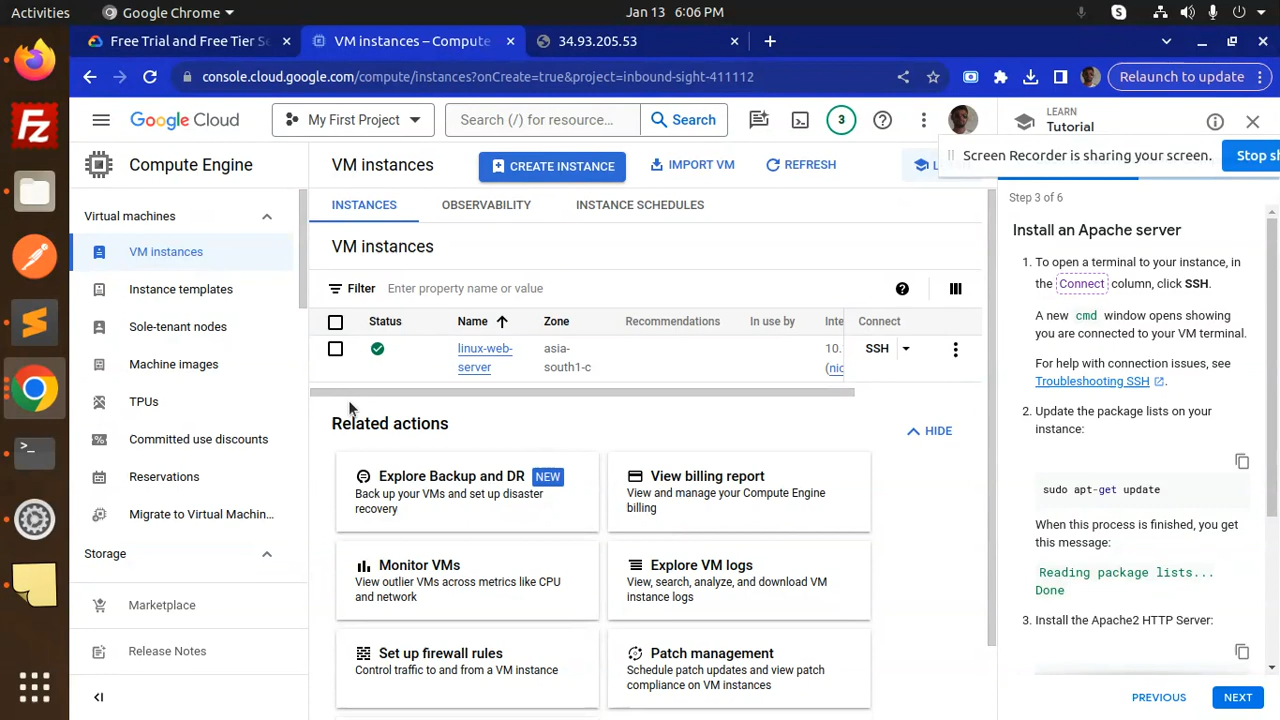 Activities
Google Chrome
Jan 13 6:06 PM
Free Trial and Free Tier Se
VM instances – Compute
34.93.205.53
console.cloud.google.com/compute/instances?onCreate=true&project=inbound-sight-411112
Relaunch to update
Google Cloud
My First Project
Search (/) for resource...
Search
3
LEARN
Tutorial
Screen Recorder is sharing your screen.
Stop sh
Compute Engine
VM instances
CREATE INSTANCE
IMPORT VM
REFRESH
Virtual machines
VM instances
Instance templates
Sole-tenant nodes
Machine images
TPUs
Committed use discounts
Reservations
Migrate to Virtual Machin...
Storage
Marketplace
Release Notes
INSTANCES
OBSERVABILITY
INSTANCE SCHEDULES
VM instances
Filter
Enter property name or value
Status
Name
Zone
Recommendations
In use by
Inte
Connect
linux-web-
server
asia-
south1-c
10.
(nic
SSH
Related actions
HIDE
Explore Backup and DR NEW
Back up your VMs and set up disaster
recovery
View billing report
View and manage your Compute Engine
billing
Monitor VMs
View outlier VMs across metrics like CPU
and network
Explore VM logs
View, search, analyze, and download VM
instance logs
Set up firewall rules
Control traffic to and from a VM instance
Patch management
Schedule patch updates and view patch
compliance on VM instances
Step 3 of 6
Install an Apache server
1. To open a terminal to your instance, in
the Connect column, click SSH.
A new cmd window opens showing
you are connected to your VM terminal.
For help with connection issues, see
Troubleshooting SSH .
2. Update the package lists on your
instance:
sudo apt-get update
When this process is finished, you get
this message:
Reading package lists...
Done
3. Install the Apache2 HTTP Server:
PREVIOUS
NEXT